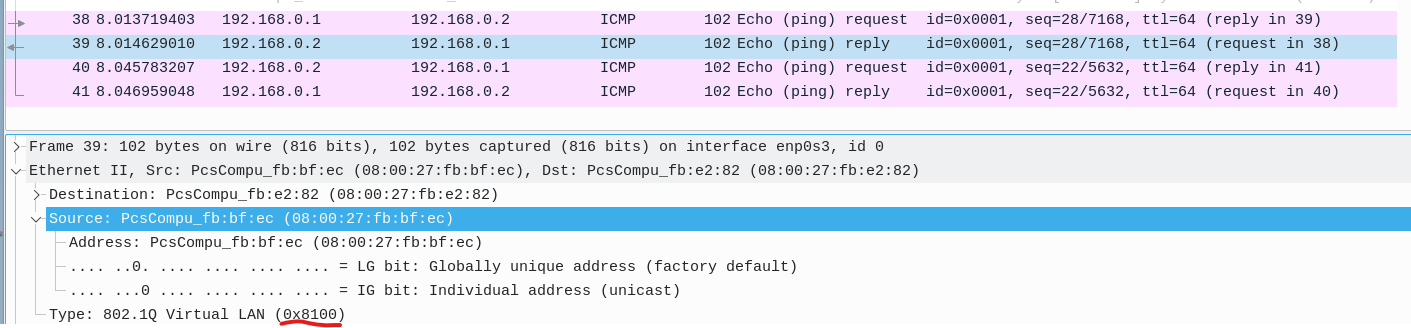 38 8.013719403 192.168.0.1 192.168.0.2 ICMP 102 Echo (ping) request id=0x0001, seq=28/7168, ttl=64 (reply in 39)
39 8.014629010 192.168.0.2 192.168.0.1 ICMP 102 Echo (ping) reply id=0x0001, seq=28/7168, ttl=64 (request in 38)
40 8.045783207 192.168.0.2 192.168.0.1 ICMP 102 Echo (ping) request id=0x0001, seq=22/5632, ttl=64 (reply in 41)
41 8.046959048 192.168.0.1 192.168.0.2 ICMP 102 Echo (ping) reply id=0x0001, seq=22/5632, ttl=64 (request in 40)
Frame 39: 102 bytes on wire (816 bits), 102 bytes captured (816 bits) on interface enp0s3, id 0
Ethernet II, Src: PcsCompu_fb:bf:ec (08:00:27:fb:bf:ec), Dst: PcsCompu_fb:e2:82 (08:00:27:fb:e2:82)
Destination: PcsCompu_fb:e2:82 (08:00:27:fb:e2:82)
Source: PcsCompu_fb:bf:ec (08:00:27:fb:bf:ec)
Address: PcsCompu_fb:bf:ec (08:00:27:fb:bf:ec)
.... ..0. .... .... .... .... = LG bit: Globally unique address (factory default)
.... ...0 .... .... .... .... = IG bit: Individual address (unicast)
Type: 802.1Q Virtual LAN (0x8100)